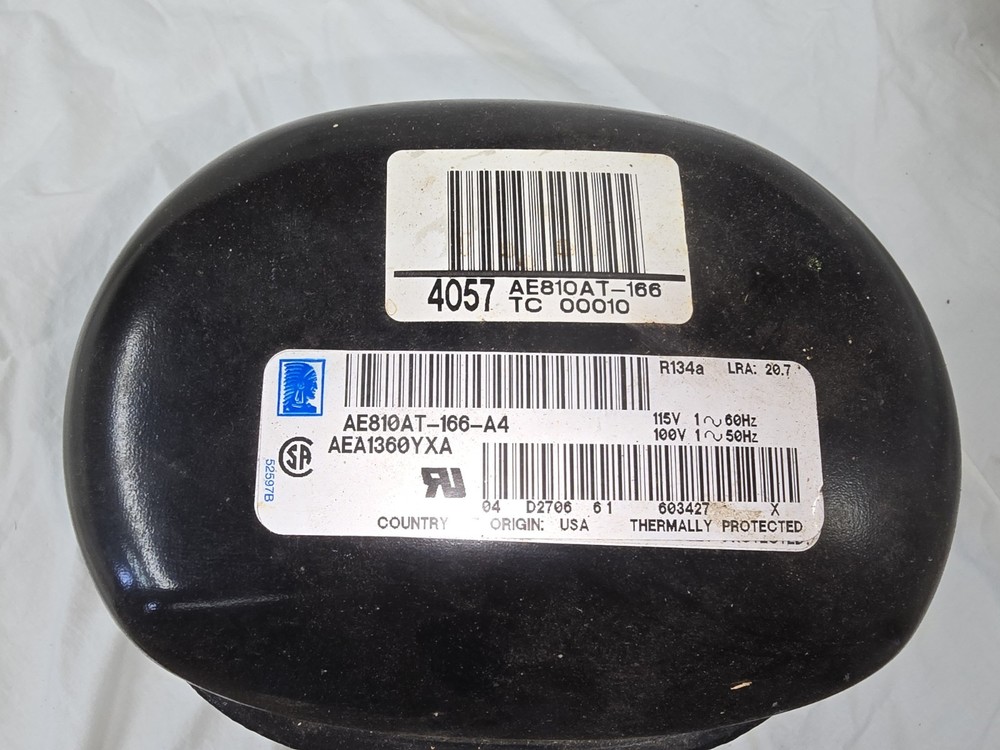 4057 AE810AT-166
TC 00010
R134a LRA: 20.7
AE810AT-166-A4
AEA1360YXA
115V 1~60Hz
100V 1~50Hz
SA
52597B
04 D2706 61 603427 X
COUNTRY ORIGIN: USA THERMALLY PROTECTED